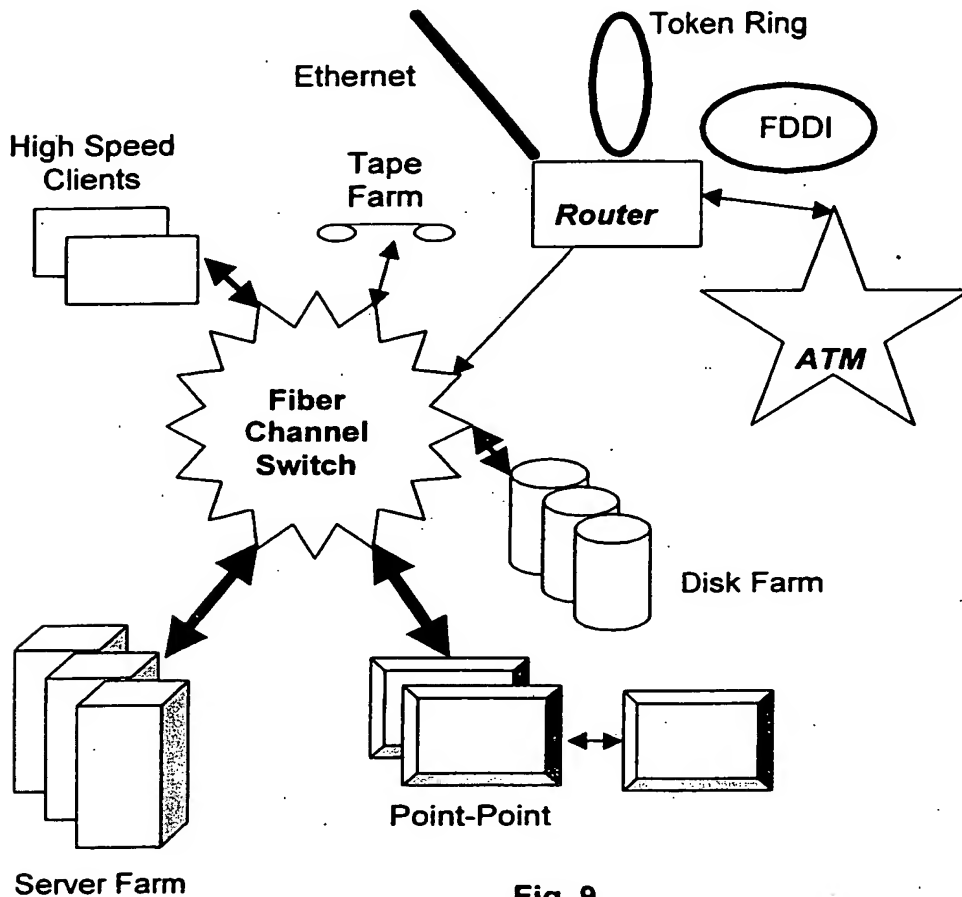 Token Ring
Ethernet
FDDI
High Speed
Clients
Tape
Farm
Router
ATM
Fiber
Channel
Switch
Disk Farm
Point-Point
Server Farm
Fig. 9